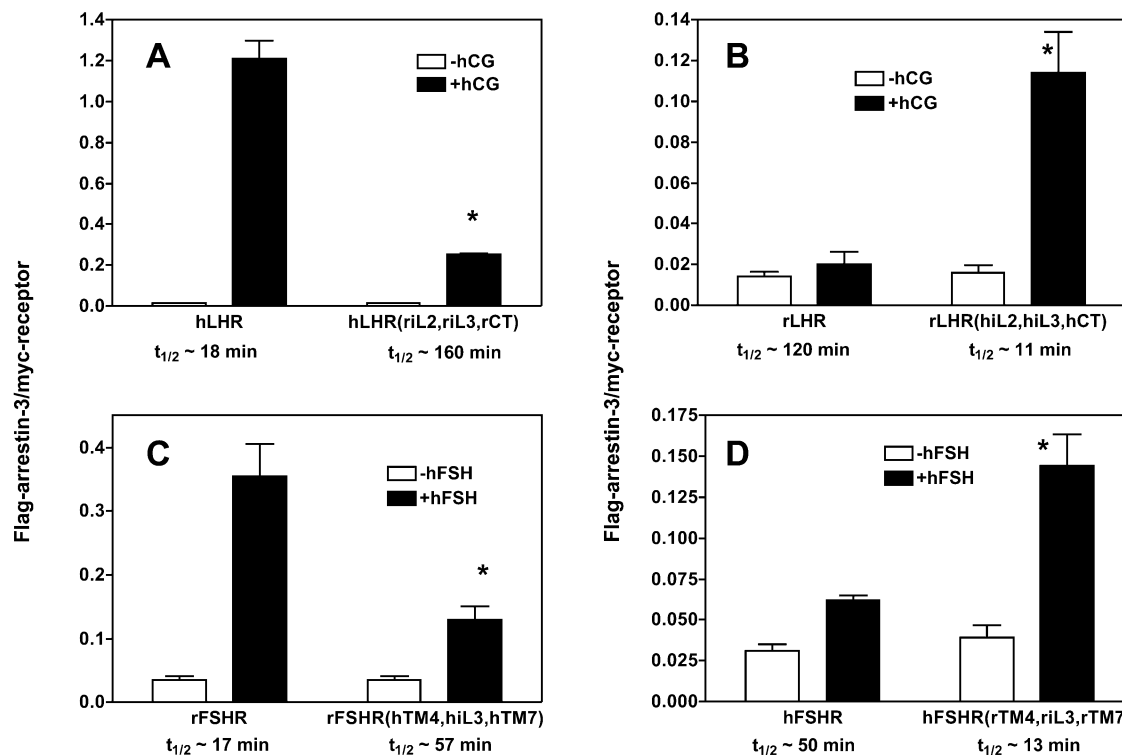 Flag-arrestin-3/myc-receptor
A
-hCG
+hCG
1.4
1.2
1.0
0.8
0.6
0.4
0.2
0.0
*
hLHR
hLHR(riL2,riL3,rCT)
t1/2 ~ 18 min
t1/2 ~ 160 min
Flag-arrestin-3/myc-receptor
B
-hCG
+hCG
0.14
0.12
0.10
0.08
0.06
0.04
0.02
0.00
*
rLHR
rLHR(hiL2,hiL3,hCT)
t1/2 ~ 120 min
t1/2 ~ 11 min
C
-hFSH
+hFSH
0.4
0.3
0.2
0.1
0.0
*
rFSHR
rFSHR(hTM4,hiL3,hTM7)
t1/2 ~ 17 min
t1/2 ~ 57 min
D
-hFSH
+hFSH
0.175
0.150
0.125
0.100
0.075
0.050
0.025
0.000
*
hFSHR
hFSHR(rTM4,riL3,rTM7
t1/2 ~ 50 min
t1/2 ~ 13 min